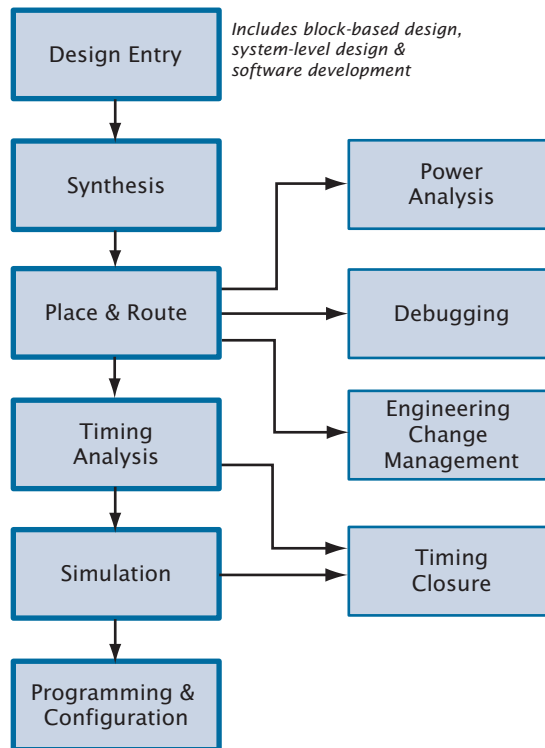 Design Entry
Includes block-based design,
system-level design &
software development
Synthesis
Power
Analysis
Place & Route
Debugging
Engineering
Change
Management
Timing
Analysis
Simulation
Timing
Closure
Programming &
Configuration